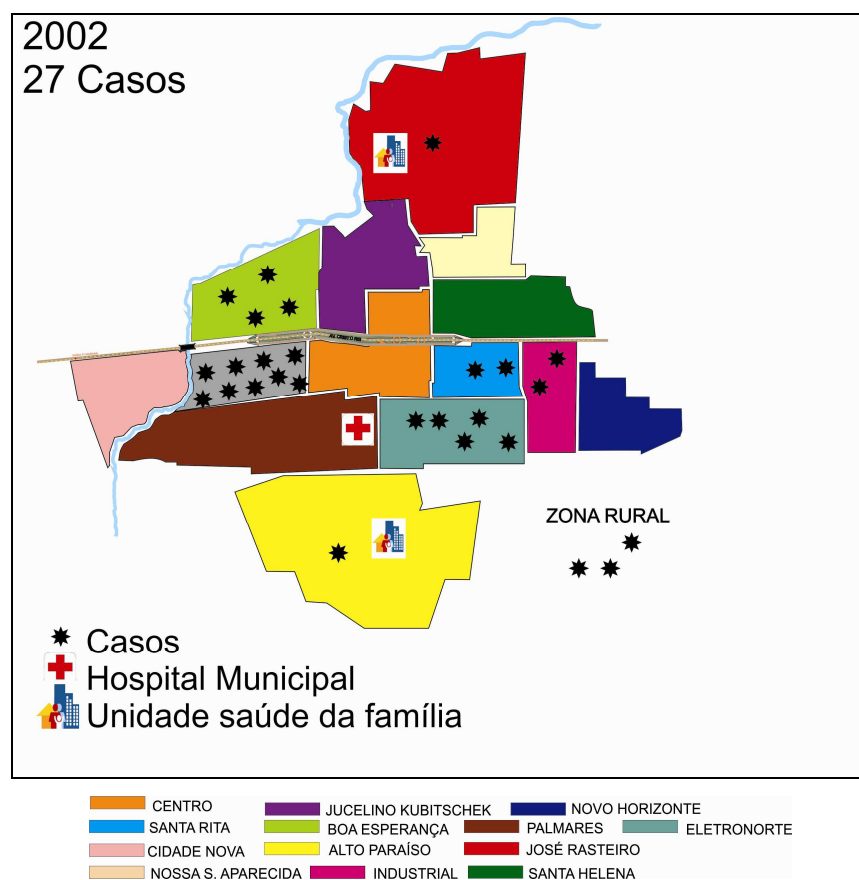 2002
27 Casos
ZONA RURAL
Casos
Hospital Municipal
Unidade saúde da família
CENTRO
JUCELINO KUBITSCHEK
NOVO HORIZONTE
SANTA RITA
BOA ESPERANÇA
PALMARES
ELETRONORTE
CIDADE NOVA
ALTO PARAÍSO
JOSÉ RASTEIRO
NOSSA S. APARECIDA
INDUSTRIAL
SANTA HELENA